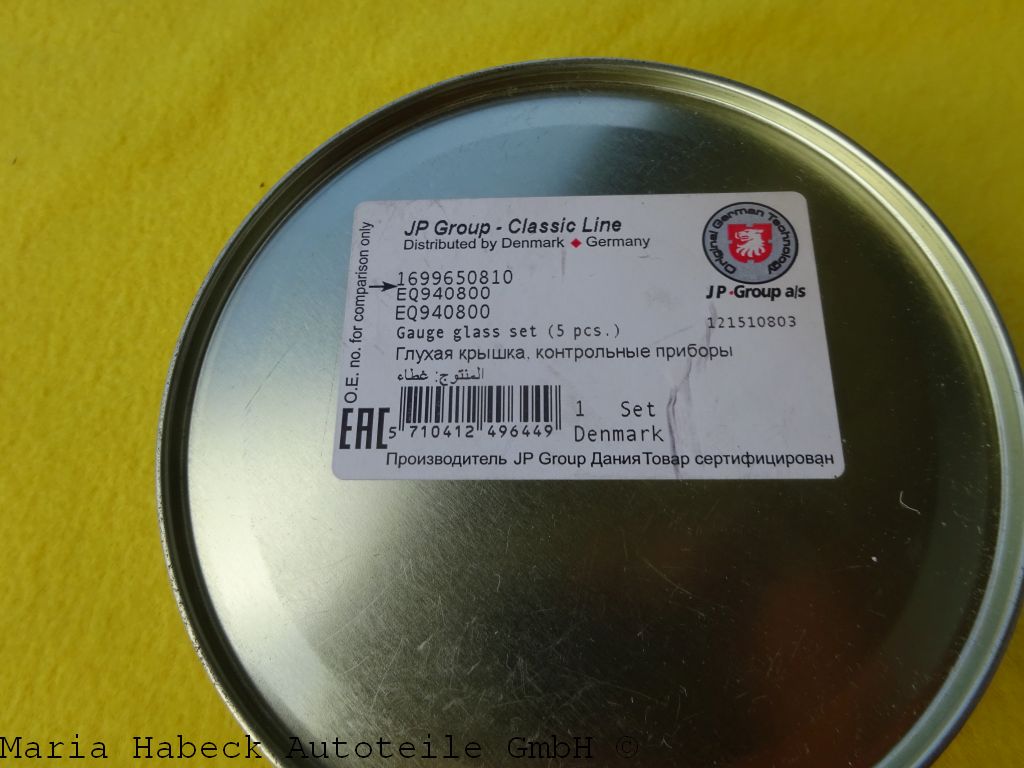 JP Group - Classic Line
Distributed by Denmark ♦ Germany
O.E. no. for comparison only
1699650810
EQ940800
EQ940800
Gauge glass set (5 pcs.)
Глухая крышка, контрольные приборы
المنتوج: غطاء
Original German Technology
JP Group a/s
121510803
EAC
5 710412 496449
1 Set
Denmark
Производитель JP Group Дания Товар сертифицирован
Maria Habeck Autoteile GmbH ©